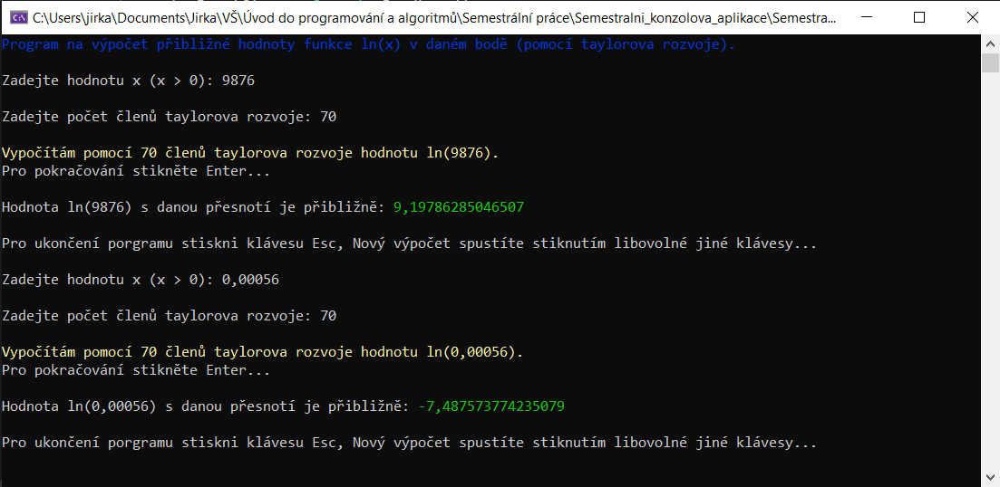 C:\Users\jirka\Documents\Jirka\VŠ\Úvod do programování a algoritmů\Semestrální práce\Semestralni_konzolova_aplikace\Semestra...
Program na výpočet přibližné hodnoty funkce ln(x) v daném bodě (pomocí taylorova rozvoje).
Zadejte hodnotu x (x > 0): 9876
Zadejte počet členů taylorova rozvoje: 70
Vypočítám pomocí 70 členů taylorova rozvoje hodnotu ln(9876).
Pro pokračování stikněte Enter...
Hodnota ln(9876) s danou přesnotí je přibližně: 9,19786285046507
Pro ukončení porgramu stiskni klávesu Esc, Nový výpočet spustíte stiknutím libovolné jiné klávesy...
Zadejte hodnotu x (x > 0): 0,00056
Zadejte počet členů taylorova rozvoje: 70
Vypočítám pomocí 70 členů taylorova rozvoje hodnotu ln(0,00056).
Pro pokračování stikněte Enter...
Hodnota ln(0,00056) s danou přesnotí je přibližně: -7,487573774235079
Pro ukončení porgramu stiskni klávesu Esc, Nový výpočet spustíte stiknutím libovolné jiné klávesy...